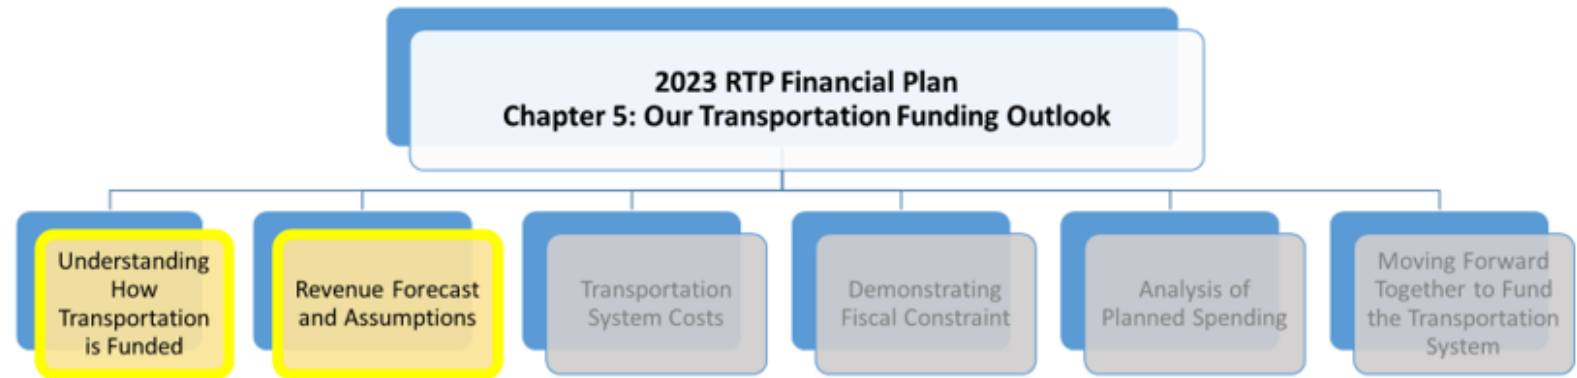 2023 RTP Financial Plan
Chapter 5: Our Transportation Funding Outlook
Understanding
How
Transportation
is Funded
Revenue Forecast
and Assumptions
Transportation
System Costs
Demonstrating
Fiscal Constraint
Analysis of
Planned Spending
Moving Forward
Together to Fund
the Transportation
System